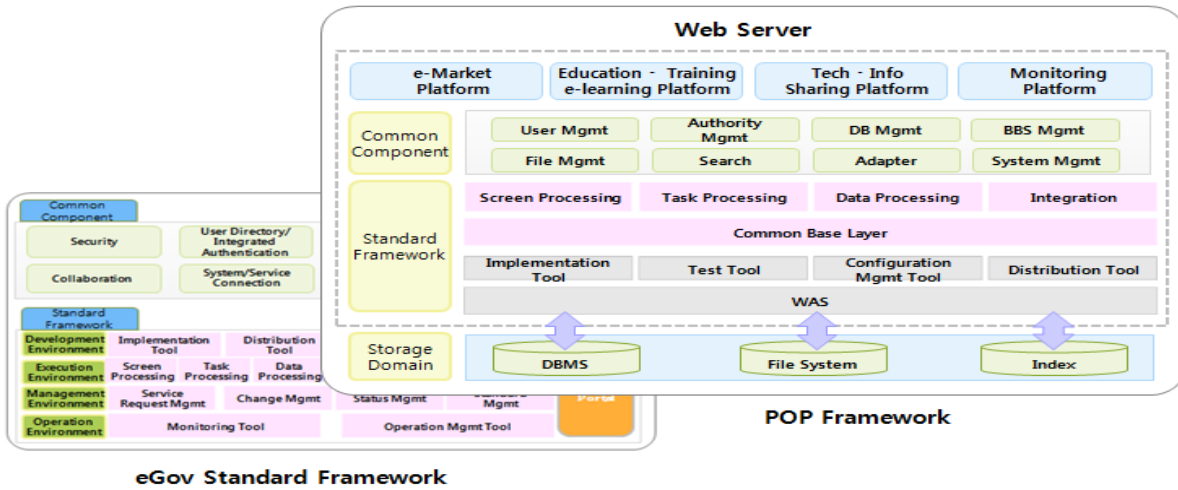 Web Server
e-Market
Platform
Education · Training
e-learning Platform
Tech · Info
Sharing Platform
Monitoring
Platform
Common
Component
User Mgmt
Authority
Mgmt
DB Mgmt
BBS Mgmt
File Mgmt
Search
Adapter
System Mgmt
Standard
Framework
Screen Processing
Task Processing
Data Processing
Integration
Common Base Layer
Implementation
Tool
Test Tool
Configuration
Mgmt Tool
Distribution Tool
WAS
Storage
Domain
DBMS
File System
Index
POP Framework
Common
Component
Security
User Directory/
Integrated
Authentication
Collaboration
System/Service
Connection
Standard
Framework
Development
Environment
Implementation
Tool
Distribution
Tool
Execution
Environment
Screen
Processing
Task
Processing
Data
Processing
Management
Environment
Service
Request Mgmt
Change Mgmt
Status Mgmt
Mgmt
Portal
Operation
Environment
Monitoring Tool
Operation Mgmt Tool
eGov Standard Framework